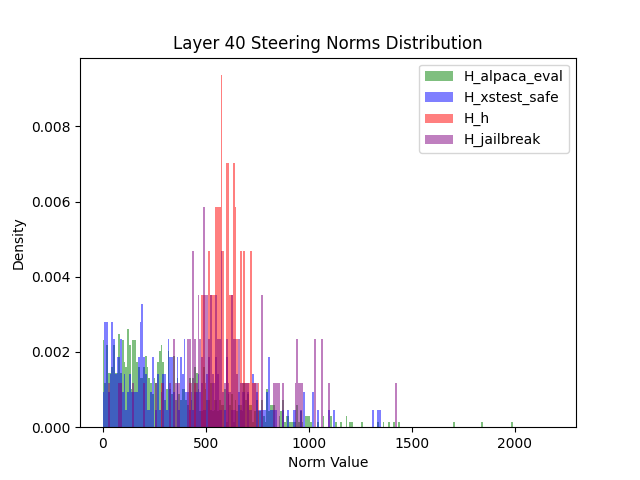 Layer 40 Steering Norms Distribution
H_alpaca_eval
H_xstest_safe
H_h
H_jailbreak
0.008
0.006
0.004
0.002
0.000
Density
0
500
1000
1500
2000
Norm Value